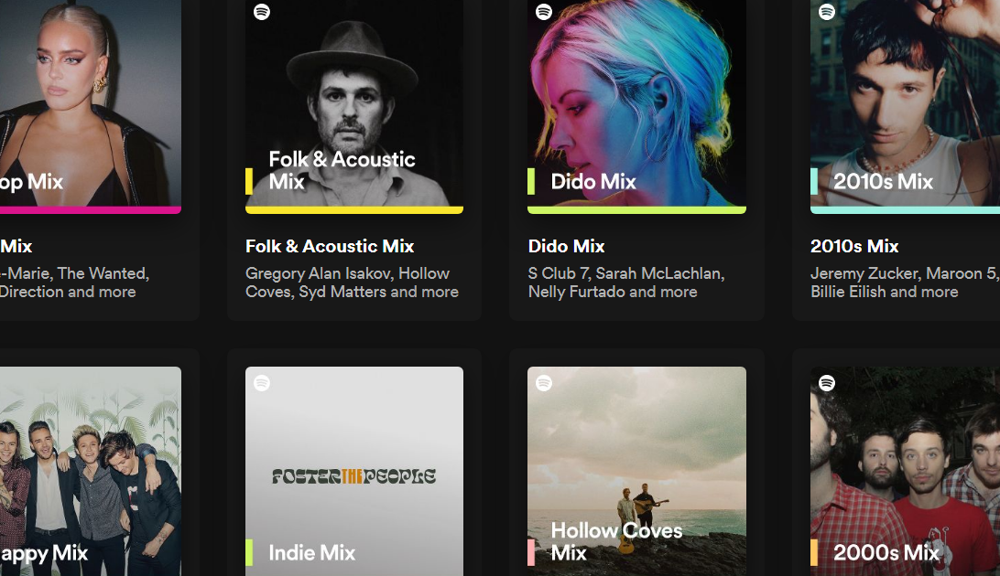 op Mix
Folk & Acoustic
Mix
Dido Mix
2010s Mix
Mix
Folk & Acoustic Mix
Dido Mix
2010s Mix
-Marie, The Wanted,
Direction and more
Gregory Alan Isakov, Hollow
Coves, Syd Matters and more
S Club 7, Sarah McLachlan,
Nelly Furtado and more
Jeremy Zucker, Maroon 5,
Billie Eilish and more
appy Mix
FOSTERTHEPEOPLE
Indie Mix
Hollow Coves
Mix
2000s Mix